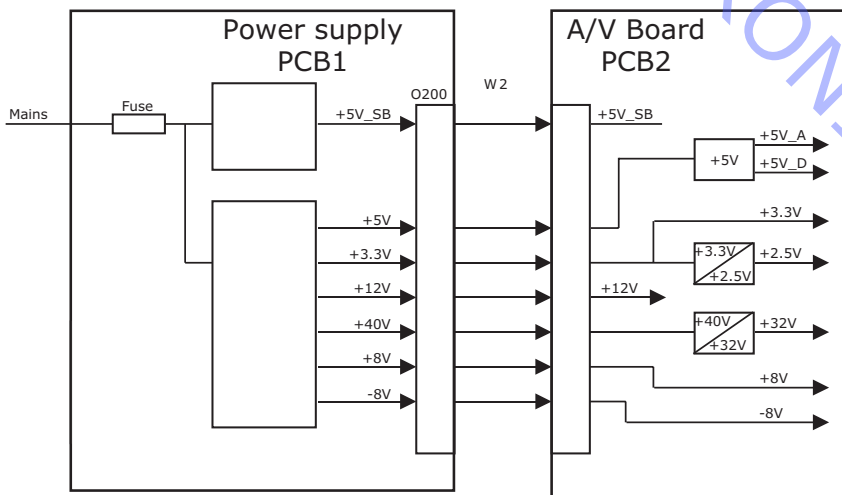 Power supply
PCB1
A/V Board
PCB2
Mains
Fuse
+5V_SB
O200
W2
+5V_SB
+5V
+5V_A
+5V_D
+5V
+3.3V
+12V
+40V
+8V
-8V
+3.3V
+3.3V
+2.5V
+2.5V
+12V
+40V
+32V
+32V
+8V
-8V